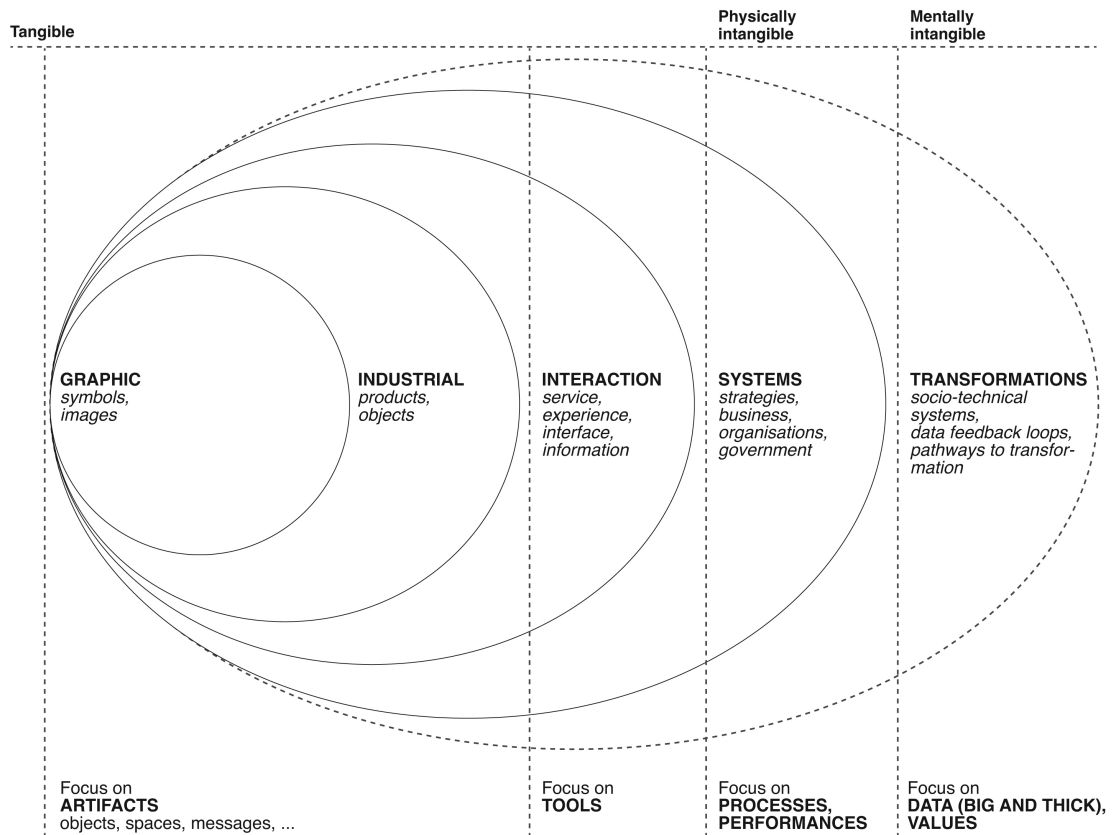 Tangible
Physically
intangible
Mentally
intangible
GRAPHIC
symbols,
images
INDUSTRIAL
products,
objects
INTERACTION
service,
experience,
interface,
information
SYSTEMS
strategies,
business,
organisations,
government
TRANSFORMATIONS
socio-technical
systems,
data feedback loops,
pathways to transfor-
mation
Focus on
ARTIFACTS
objects, spaces, messages, ...
Focus on
TOOLS
Focus on
PROCESSES,
PERFORMANCES
Focus on
DATA (BIG AND THICK),
VALUES